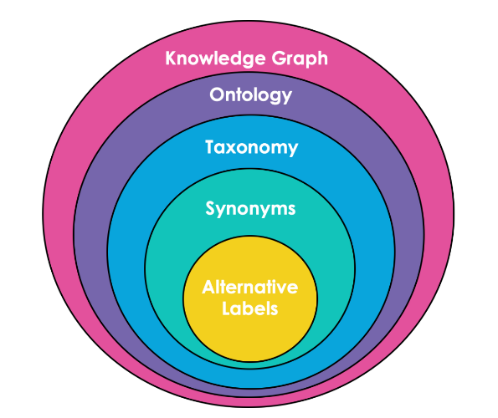 Knowledge Graph
Ontology
Taxonomy
Synonyms
Alternative
Labels